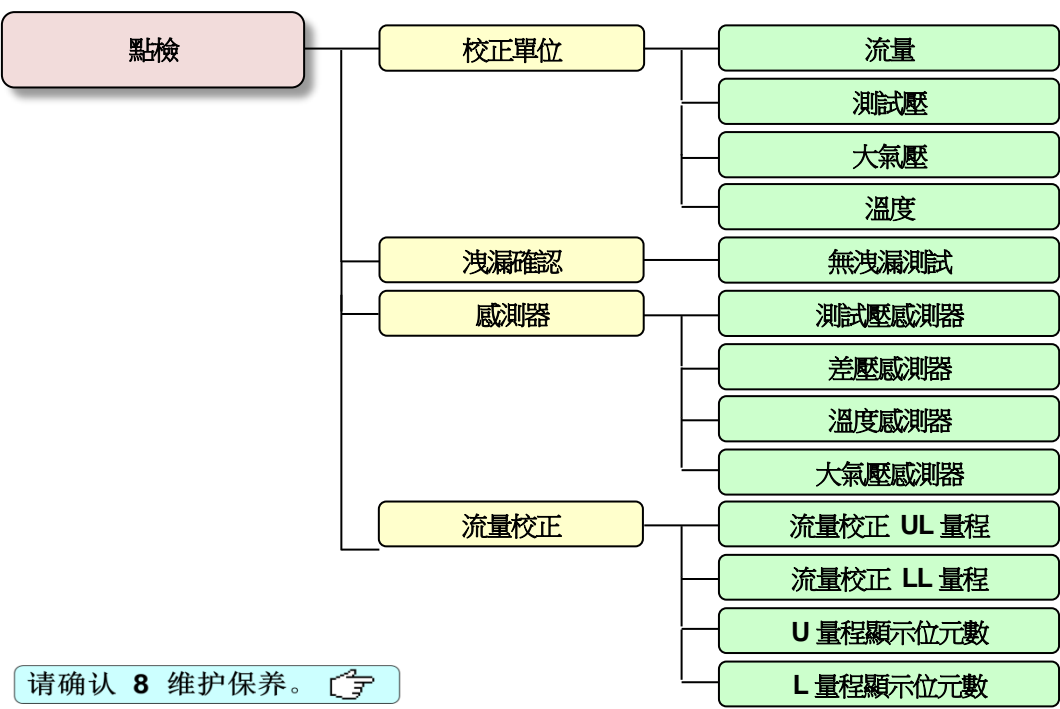 點檢
校正單位
流量
測試壓
大氣壓
溫度
洩漏確認
無洩漏測試
感測器
測試壓感測器
差壓感測器
溫度感測器
大氣壓感測器
流量校正
流量校正 UL 量程
流量校正 LL 量程
U 量程顯示位元數
L 量程顯示位元數
请确认 8 维护保养。